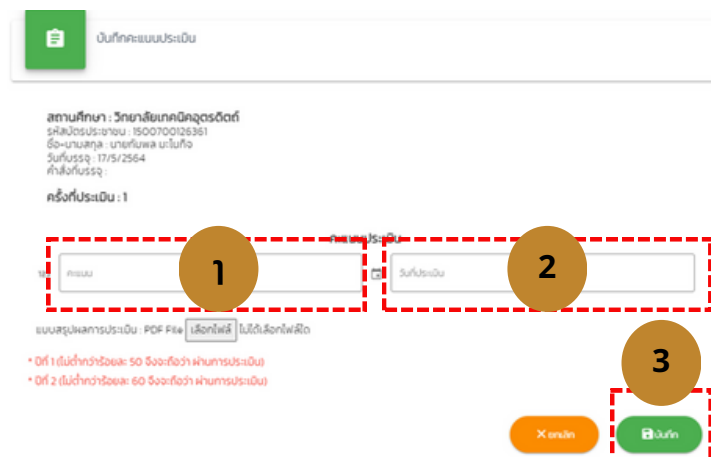 บันทึกคะแนนประเมิน
สถานศึกษา : วิทยาลัยเทคนิคอุตรดิตถ์
รหัสบัตรประชาชน : 1500700126361
ชื่อ-นามสกุล : นายกัมพล มะโนกิจ
วันที่บรรจุ : 17/5/2564
คำสั่งที่บรรจุ :
ครั้งที่ประเมิน : 1
คะแนนประเมิน
คะแนน 1 วันที่ประเมิน 2
แบบสรุปผลการประเมิน : PDF File เลือกไฟล์ ไม่ได้เลือกไฟล์ใด
* ปีที่ 1 (ไม่ต่ำกว่าร้อยละ 50 จึงจะถือว่า ผ่านการประเมิน)
* ปีที่ 2 (ไม่ต่ำกว่าร้อยละ 60 จึงจะถือว่า ผ่านการประเมิน)
3
ยกเลิก บันทึก